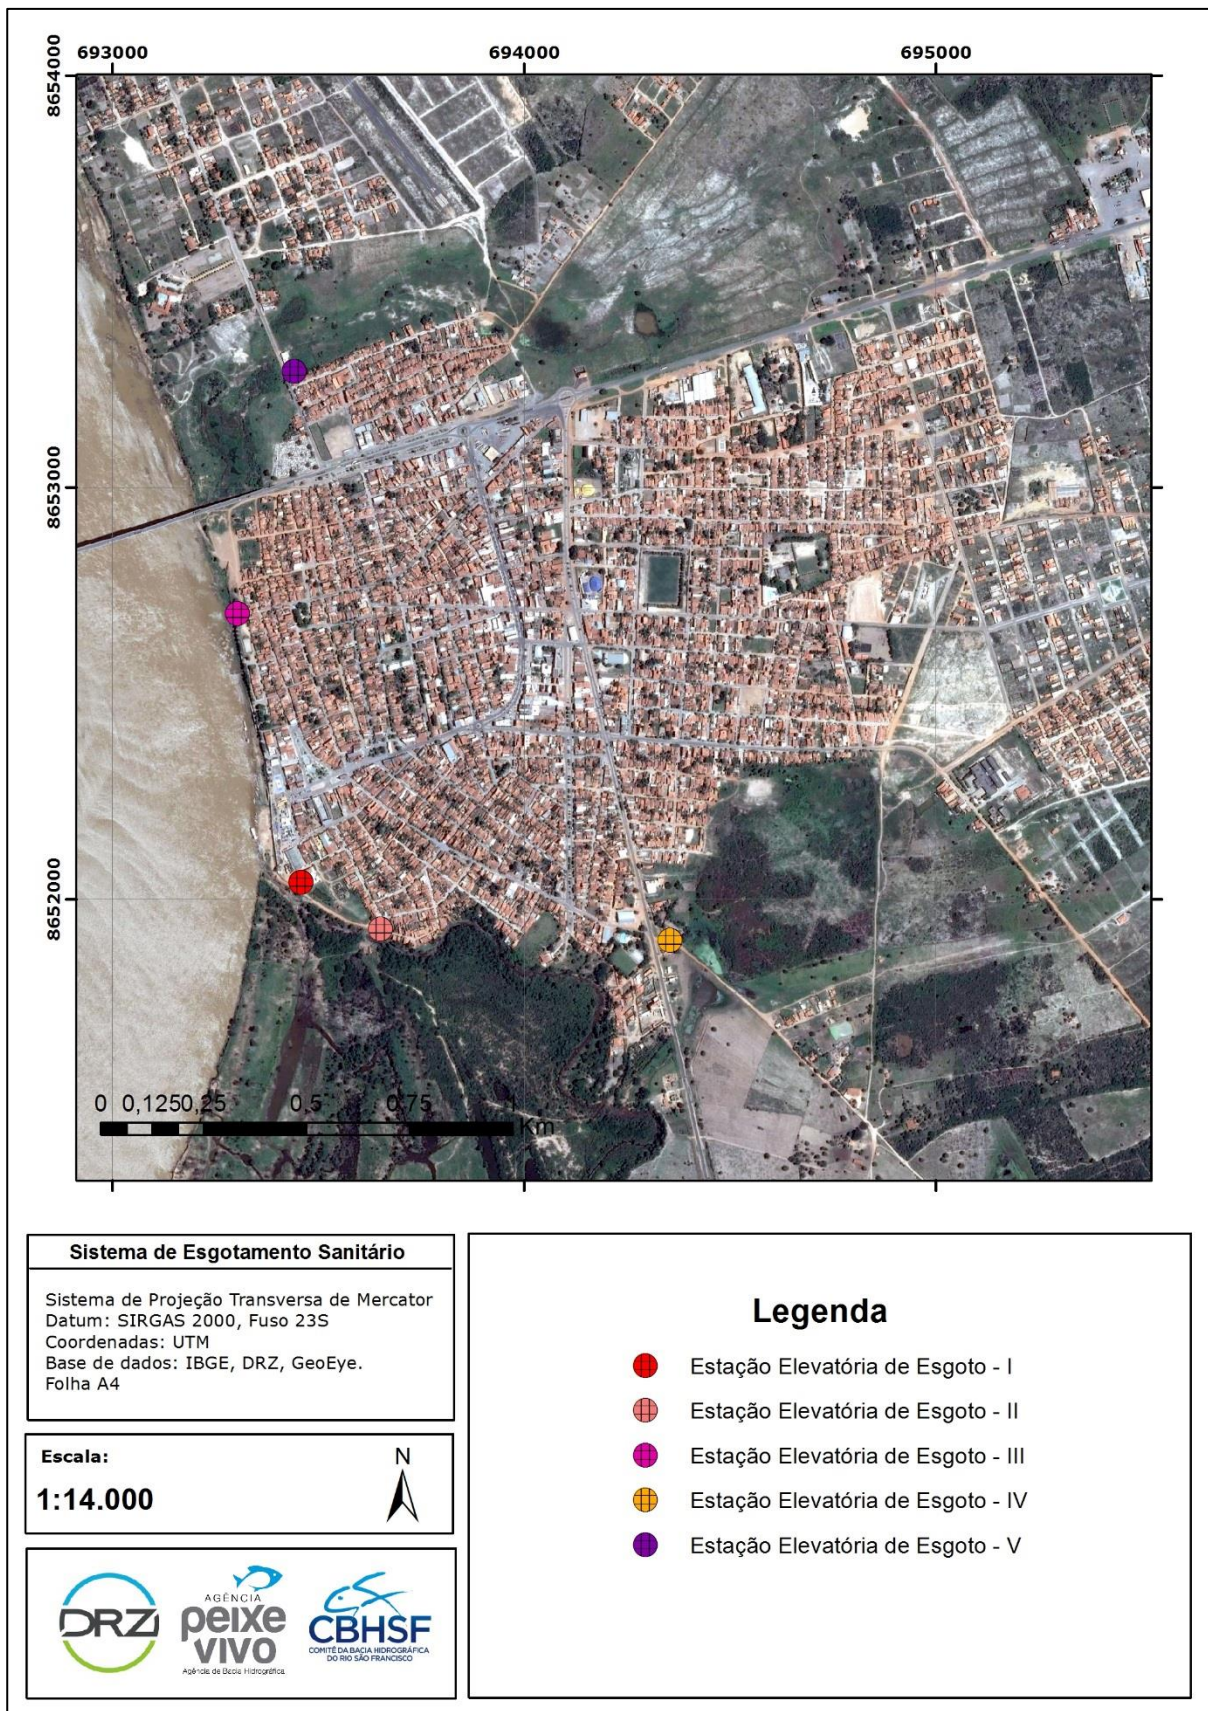 693000
694000
695000
8654000
8653000
8652000
0 0,1250,25 0,5 0,75 1
Km
Sistema de Esgotamento Sanitário
Sistema de Projeção Transversa de Mercator
Datum: SIRGAS 2000, Fuso 23S
Coordenadas: UTM
Base de dados: IBGE, DRZ, GeoEye.
Folha A4
Escala:
1:14.000
N
DRZ
AGÊNCIA
peixe
VIVO
Agência de Bacia Hidrográfica
CBHSF
COMITÊ DA BACIA HIDROGRÁFICA
DO RIO SÃO FRANCISCO
Legenda
Estação Elevatória de Esgoto - I
Estação Elevatória de Esgoto - II
Estação Elevatória de Esgoto - III
Estação Elevatória de Esgoto - IV
Estação Elevatória de Esgoto - V